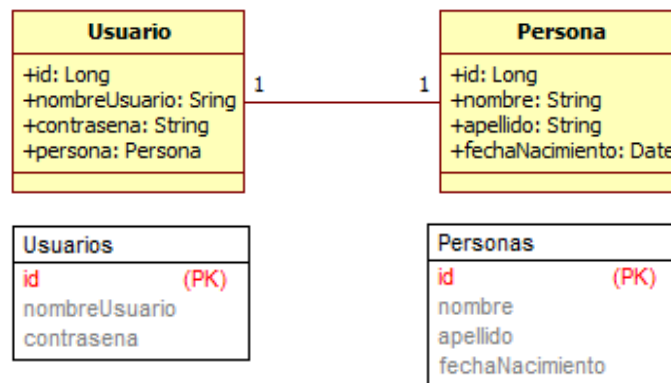 Usuario
+id: Long
+nombreUsuario: Sring
+contrasena: String
+persona: Persona
1
1
Persona
+id: Long
+nombre: String
+apellido: String
+fechaNacimiento: Date
Usuarios
id (PK)
nombreUsuario
contrasena
Personas
id (PK)
nombre
apellido
fechaNacimiento